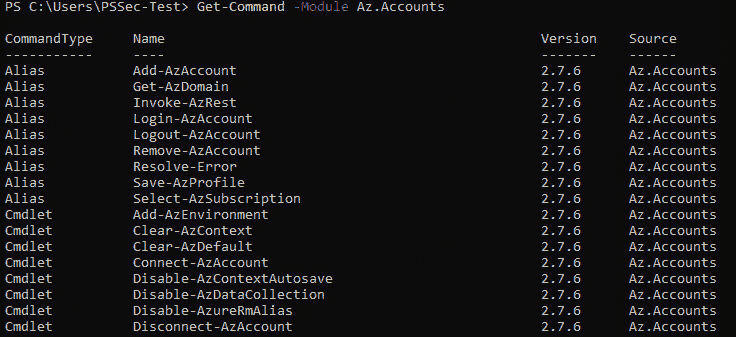 PS C:\Users\PSSec-Test> Get-Command -Module Az.Accounts
CommandType Name Version Source
----------- ---- ------- ------
Alias Add-AzAccount 2.7.6 Az.Accounts
Alias Get-AzDomain 2.7.6 Az.Accounts
Alias Invoke-AzRest 2.7.6 Az.Accounts
Alias Login-AzAccount 2.7.6 Az.Accounts
Alias Logout-AzAccount 2.7.6 Az.Accounts
Alias Remove-AzAccount 2.7.6 Az.Accounts
Alias Resolve-Error 2.7.6 Az.Accounts
Alias Save-AzProfile 2.7.6 Az.Accounts
Alias Select-AzSubscription 2.7.6 Az.Accounts
Cmdlet Add-AzEnvironment 2.7.6 Az.Accounts
Cmdlet Clear-AzContext 2.7.6 Az.Accounts
Cmdlet Clear-AzDefault 2.7.6 Az.Accounts
Cmdlet Connect-AzAccount 2.7.6 Az.Accounts
Cmdlet Disable-AzContextAutosave 2.7.6 Az.Accounts
Cmdlet Disable-AzDataCollection 2.7.6 Az.Accounts
Cmdlet Disable-AzureRmAlias 2.7.6 Az.Accounts
Cmdlet Disconnect-AzAccount 2.7.6 Az.Accounts